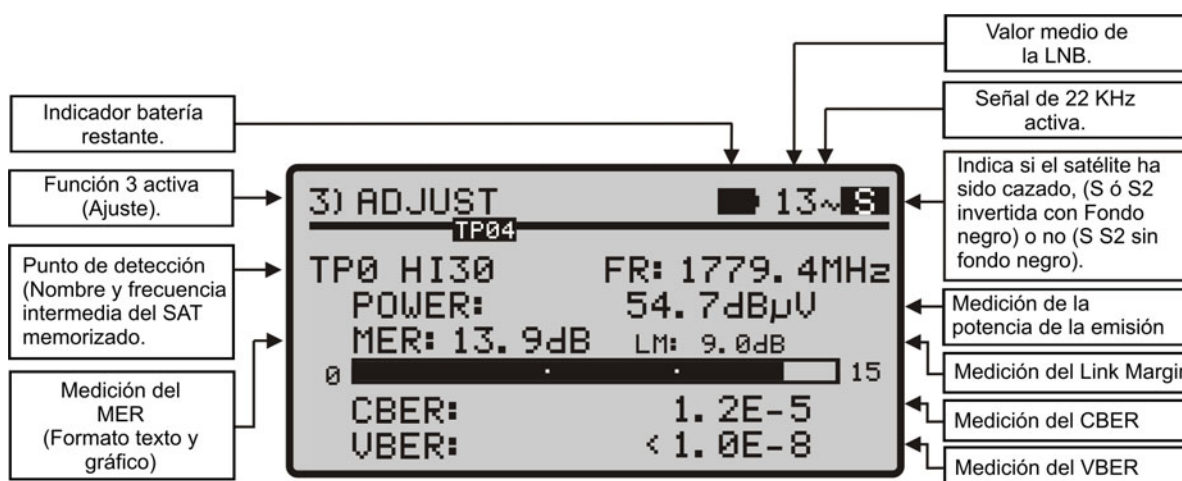 Valor medio de
la LNB.
Señal de 22 KHz
activa.
Indicador batería
restante.
Función 3 activa
(Ajuste).
Punto de detección
(Nombre y frecuencia
intermedia del SAT
memorizado.
Medición del
MER
(Formato texto y
gráfico)
3) ADJUST 13~ S
TP04
TP0 HI30 FR: 1779.4MHz
POWER: 54.7dBµV
MER: 13.9dB LM: 9.0dB
0 15
CBER: 1.2E-5
VBER: < 1.0E-8
Indica si el satélite ha
sido cazado, (S ó S2
invertida con Fondo
negro) o no (S S2 sin
fondo negro).
Medición de la
potencia de la emisión
Medición del Link Margin
Medición del CBER
Medición del VBER